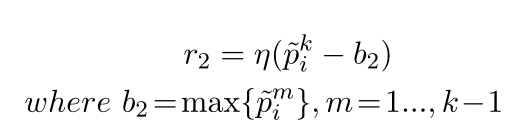 r₂ = η(p̃ᵢᵏ − b₂)
where b₂ = max{p̃ᵢᵐ}, m = 1..., k − 1